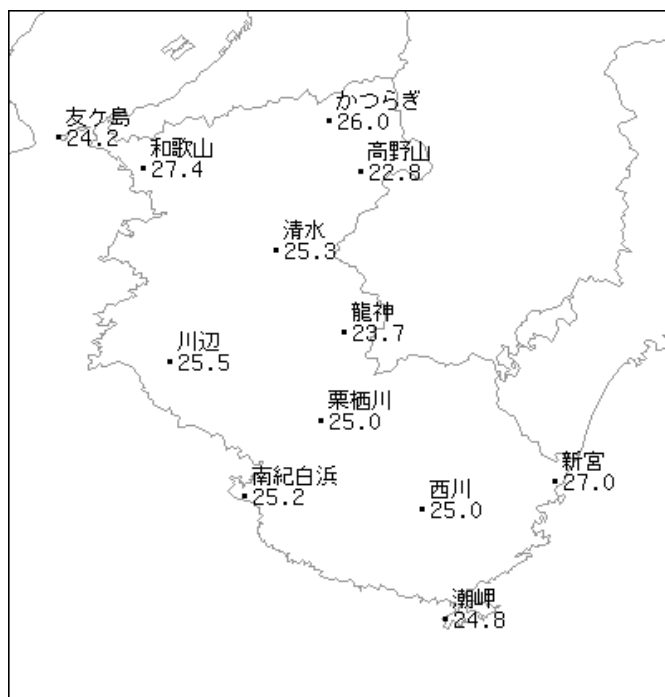 かつらぎ
26.0
友ケ島
24.2
和歌山
27.4
高野山
22.8
清水
25.3
龍神
23.7
川辺
25.5
栗栖川
25.0
新宮
27.0
南紀白浜
25.2
西川
25.0
潮岬
24.8